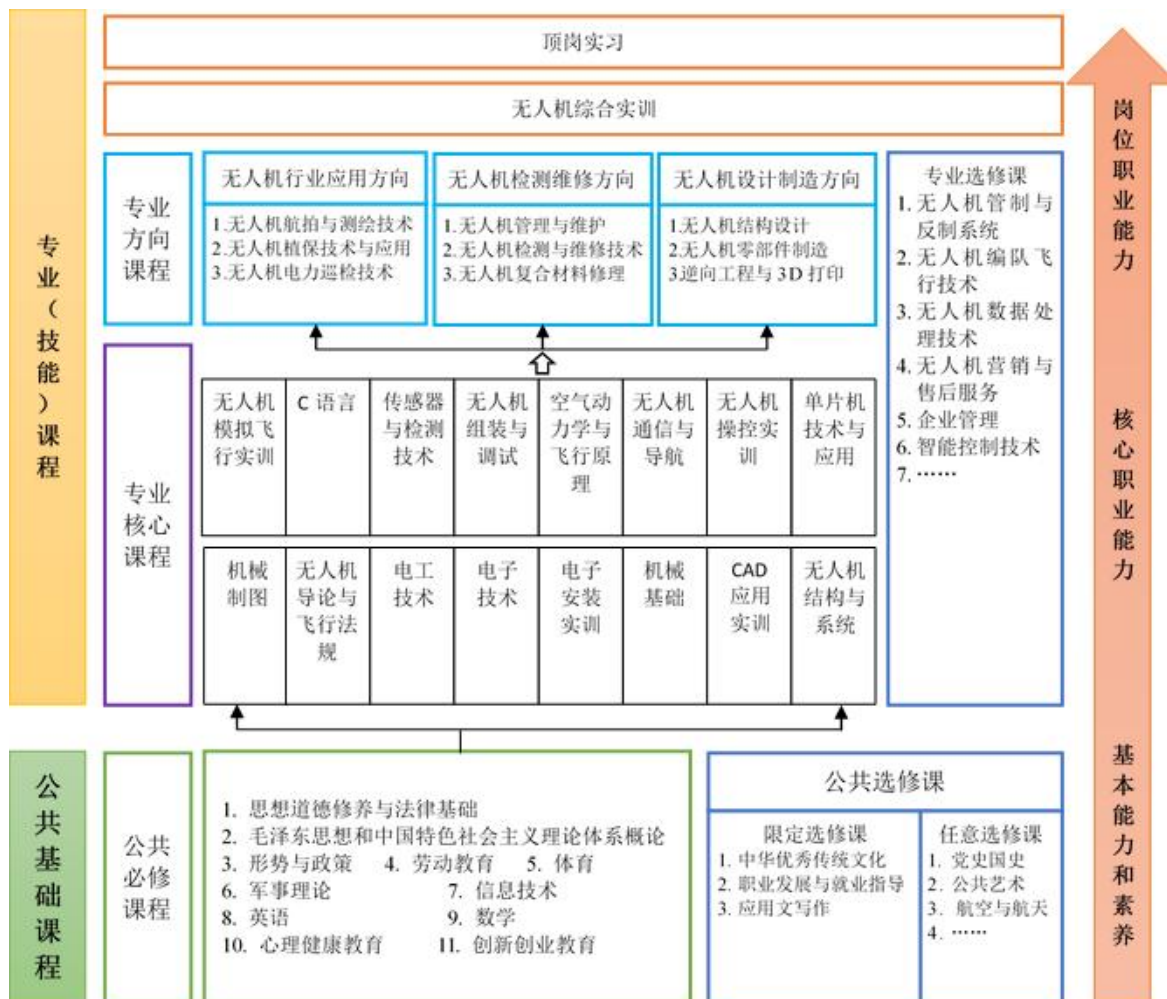 顶岗实习
无人机综合实训
专业（技能）课程
专业
方向
课程
无人机行业应用方向
1.无人机航拍与测绘技术
2.无人机植保技术与应用
3.无人机电力巡检技术
无人机检测维修方向
1.无人机管理与维护
2.无人机检测与维修技术
3.无人机复合材料修理
无人机设计制造方向
1.无人机结构设计
2.无人机零部件制造
3逆向工程与 3D 打印
专业选修课
1. 无人机管制与
反制系统
2. 无人机编队飞
行技术
3. 无人机数据处
理技术
4. 无人机营销与
售后服务
5. 企业管理
6. 智能控制技术
7. ……
专业
核心
课程
无人机
模拟飞
行实训
C 语言
传感器
与检测
技术
无人机
组装与
调试
空气动
力学与
飞行原
理
无人机
通信与
导航
无人机
操控实
训
单片机
技术与
应用
机械
制图
无人机
导论与
飞行法
规
电工
技术
电子
技术
电子
安装
实训
机械
基础
CAD
应用
实训
无人机
结构与
系统
公共基础课程
公共
必修
课程
1. 思想道德修养与法律基础
2. 毛泽东思想和中国特色社会主义理论体系概论
3. 形势与政策 4. 劳动教育 5. 体育
6. 军事理论 7. 信息技术
8. 英语 9. 数学
10. 心理健康教育 11. 创新创业教育
公共选修课
限定选修课
1. 中华优秀传统文化
2. 职业发展与就业指导
3. 应用文写作
任意选修课
1. 党史国史
2. 公共艺术
3. 航空与航天
4. ……
岗位职业能力
核心职业能力
基本能力和素养